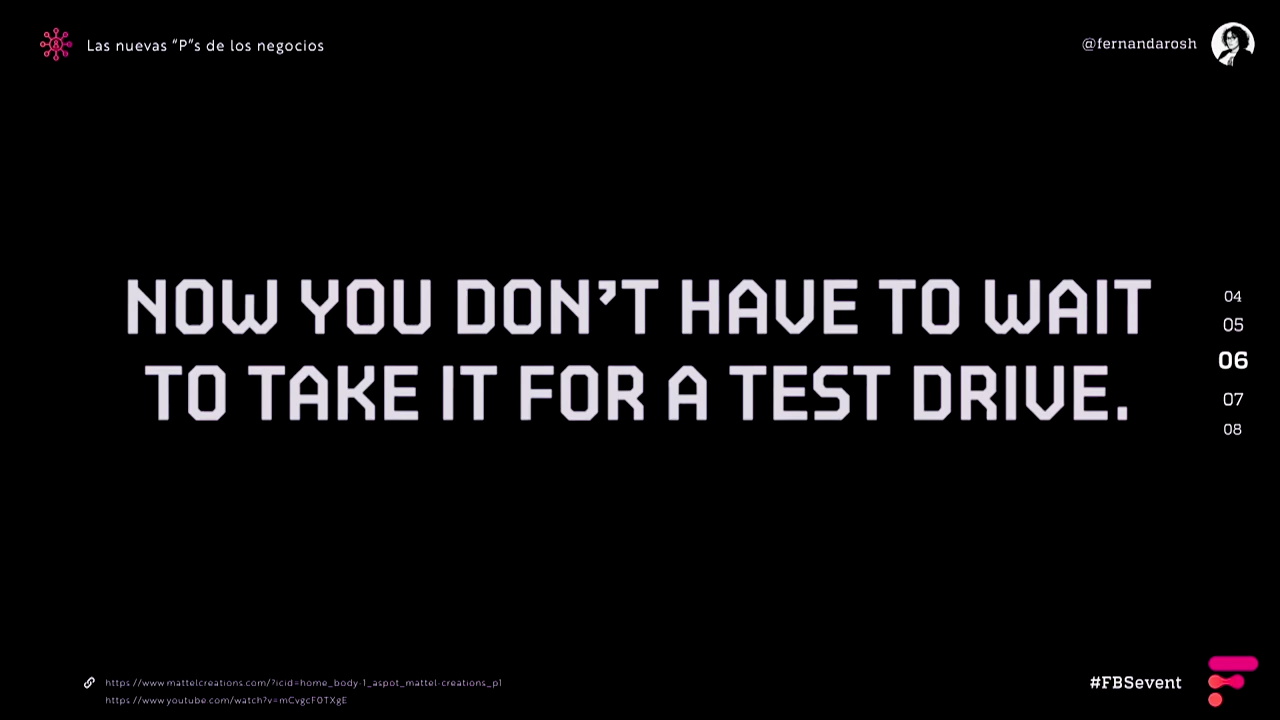 Las nuevas “P”s de los negocios
@fernandarosh
NOW YOU DON’T HAVE TO WAIT
TO TAKE IT FOR A TEST DRIVE.
04
05
06
07
08
https://www.mattelcreations.com/?icid=home_body-1_aspot_mattel-creations_p1
https://www.youtube.com/watch?v=mCvgcF0TXgE
#FBSevent